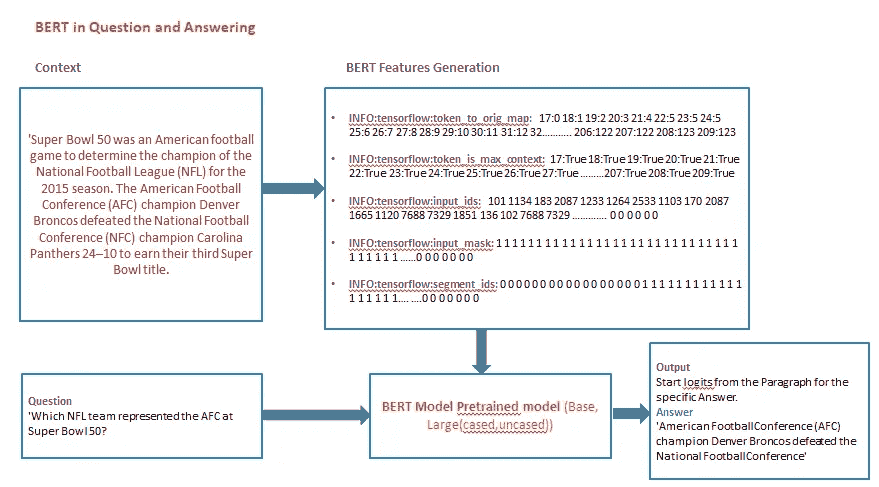 BERT in Question and Answering
Context
'Super Bowl 50 was an American football
game to determine the champion of the
National Football League (NFL) for the
2015 season. The American Football
Conference (AFC) champion Denver
Broncos defeated the National Football
Conference (NFC) champion Carolina
Panthers 24–10 to earn their third Super
Bowl title.
BERT Features Generation
• INFO:tensorflow:token_to_orig_map: 17:0 18:1 19:2 20:3 21:4 22:5 23:5 24:5
25:6 26:7 27:8 28:9 29:10 30:11 31:12 32........... 206:122 207:122 208:123 209:123
• INFO:tensorflow:token_is_max_context: 17:True 18:True 19:True 20:True 21:True
22:True 23:True 24:True 25:True 26:True 27:True .........207:True 208:True 209:True
• INFO:tensorflow:input_ids: 101 1134 183 2087 1233 1264 2533 1103 170 2087
1665 1120 7688 7329 1851 136 102 7688 7329 ............. 0 0 0 0 0 0
• INFO:tensorflow:input_mask: 1 1 1 1 1 1 1 1 1 1 1 1 1 1 1 1 1 1 1 1 1 1 1 1 1 1 1 1
1 1 1 1 1 1 ......0 0 0 0 0 0 0
• INFO:tensorflow:segment_ids: 0 0 0 0 0 0 0 0 0 0 0 0 0 0 0 0 0 1 1 1 1 1 1 1 1 1 1 1 1
1 1 1 1 1 1.... ....0 0 0 0 0 0 0
Question
'Which NFL team represented the AFC at
Super Bowl 50?
BERT Model Pretrained model (Base,
Large(cased,uncased))
Output
Start logits from the Paragraph for the
specific Answer.
Answer
'American FootballConference (AFC)
champion Denver Broncos defeated the
National FootballConference'